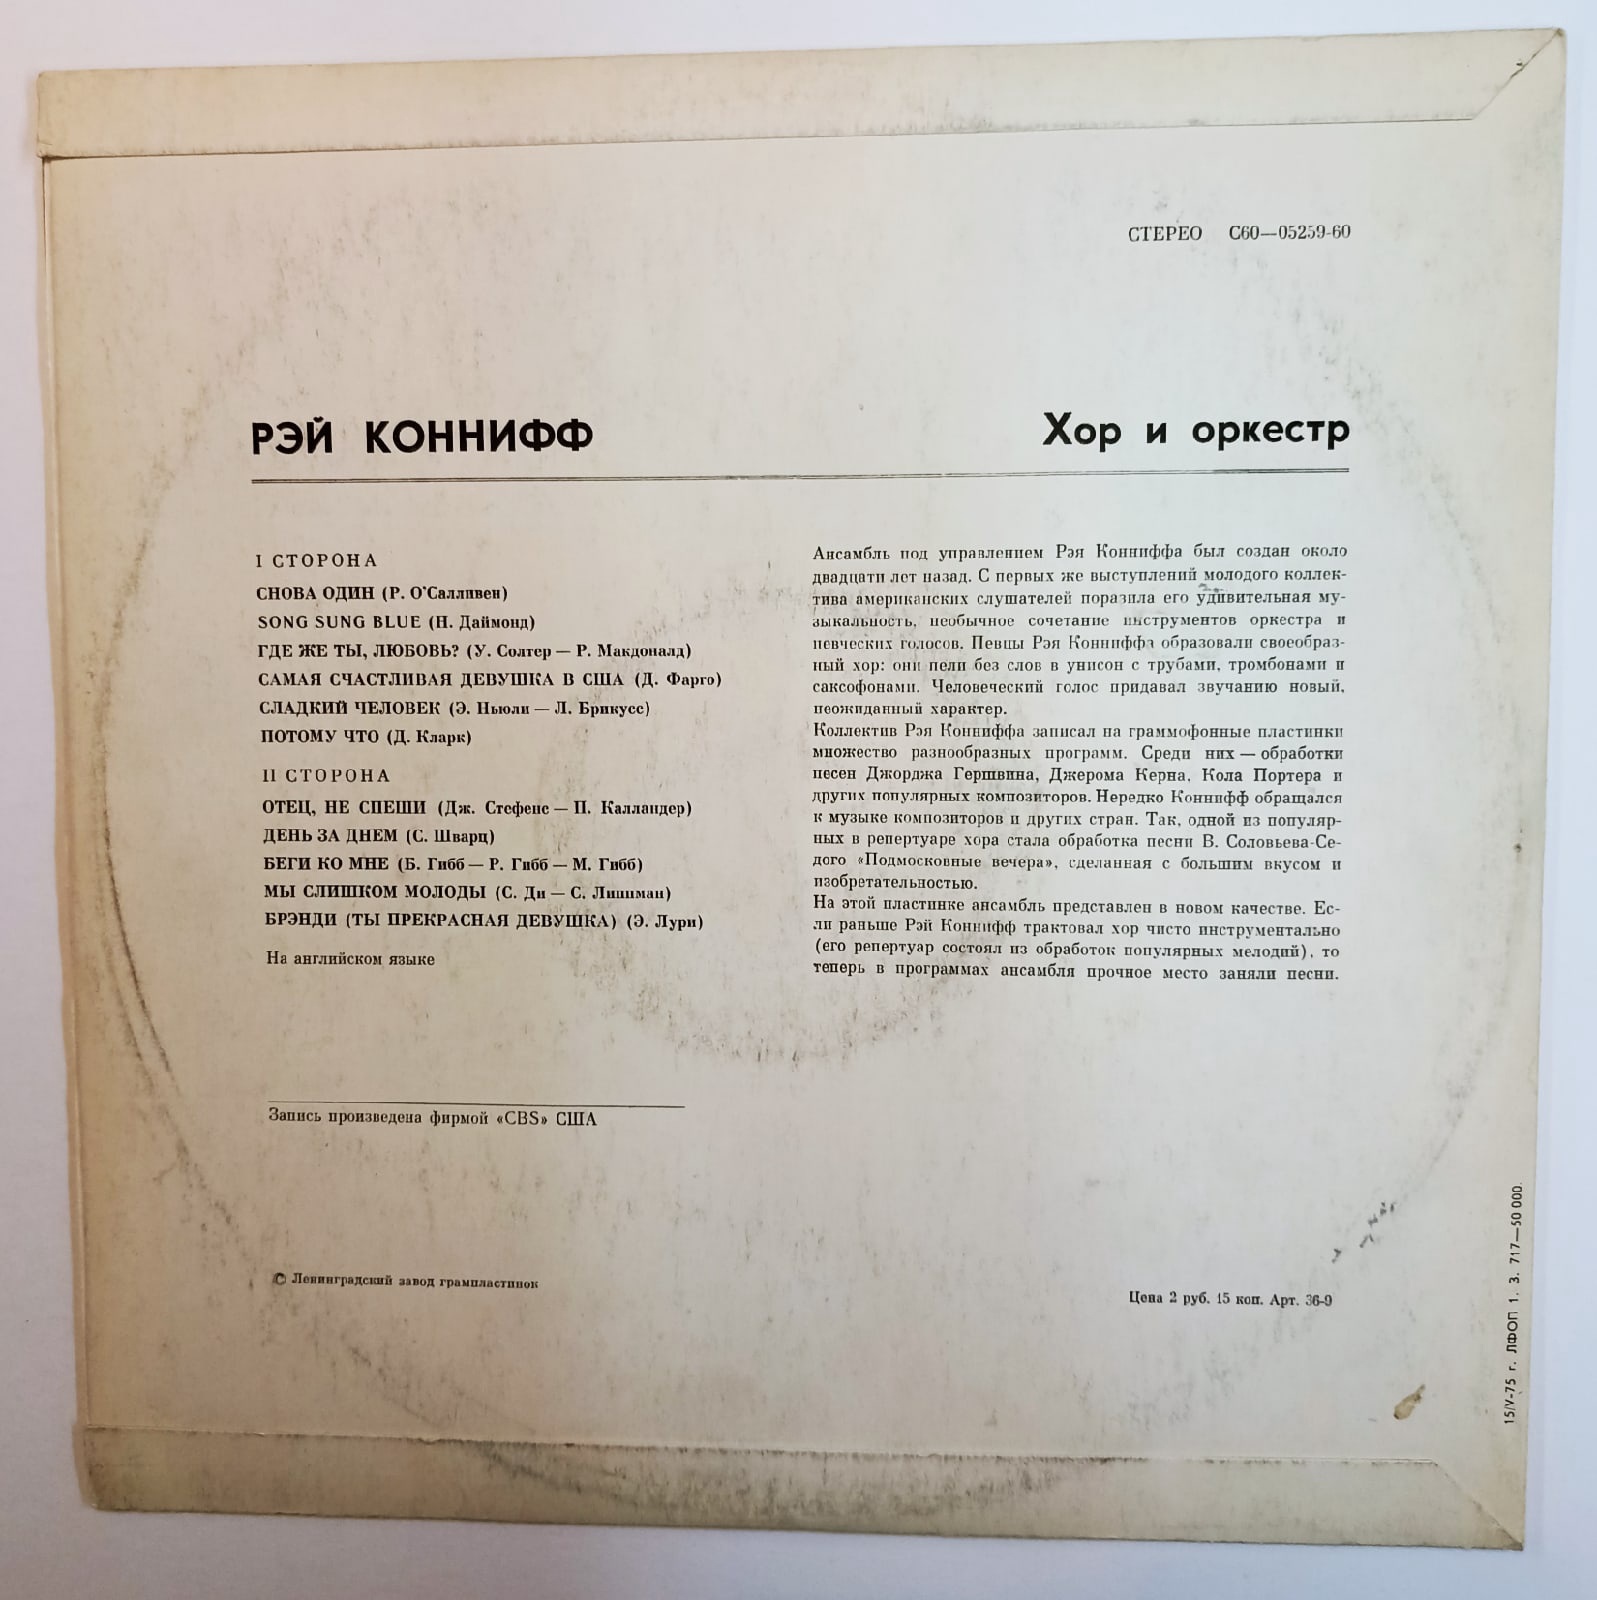 СТЕРЕО С60—05259-60
РЭЙ КОННИФФ
Хор и оркестр
I СТОРОНА
СНОВА ОДИН (Р. О'Салливен)
SONG SUNG BLUE (Н. Даймонд)
ГДЕ ЖЕ ТЫ, ЛЮБОВЬ? (У. Солтер — Р. Макдоналд)
САМАЯ СЧАСТЛИВАЯ ДЕВУШКА В США (Д. Фарго)
СЛАДКИЙ ЧЕЛОВЕК (Э. Ньюли — Л. Брикусс)
ПОТОМУ ЧТО (Д. Кларк)
II СТОРОНА
ОТЕЦ, НЕ СПЕШИ (Дж. Стефенс — П. Калландер)
ДЕНЬ ЗА ДНЕМ (С. Шварц)
БЕГИ КО МНЕ (Б. Гибб — Р. Гибб — М. Гибб)
МЫ СЛИШКОМ МОЛОДЫ (С. Ди — С. Липпман)
БРЭНДИ (ТЫ ПРЕКРАСНАЯ ДЕВУШКА) (Э. Лури)
На английском языке
Ансамбль под управлением Рэя Конниффа был создан около
двадцати лет назад. С первых же выступлений молодого коллек-
тива американских слушателей поразила его удивительная му-
зыкальность, необычное сочетание инструментов оркестра и
певческих голосов. Певцы Рэя Конниффа образовали своеобраз-
ный хор: они пели без слов в унисон с трубами, тромбонами и
саксофонами. Человеческий голос придавал звучанию новый,
неожиданный характер.
Коллектив Рэя Конниффа записал на граммофонные пластинки
множество разнообразных программ. Среди них — обработки
песен Джорджа Гершвина, Джерома Керна, Кола Портера и
других популярных композиторов. Нередко Коннифф обращался
к музыке композиторов и других стран. Так, одной из популяр-
ных в репертуаре хора стала обработка песни В. Соловьева-Се-
дого «Подмосковные вечера», сделанная с большим вкусом и
изобретательностью.
На этой пластинке ансамбль представлен в новом качестве. Ес-
ли раньше Рэй Коннифф трактовал хор чисто инструментально
(его репертуар состоял из обработок популярных мелодий), то
теперь в программах ансамбля прочное место заняли песни.
Запись произведена фирмой «CBS» США
© Ленинградский завод грампластинок
Цена 2 руб. 15 коп. Арт. 36-9
15/V-75 г. ЛФОП 1. З. 717—50 000.